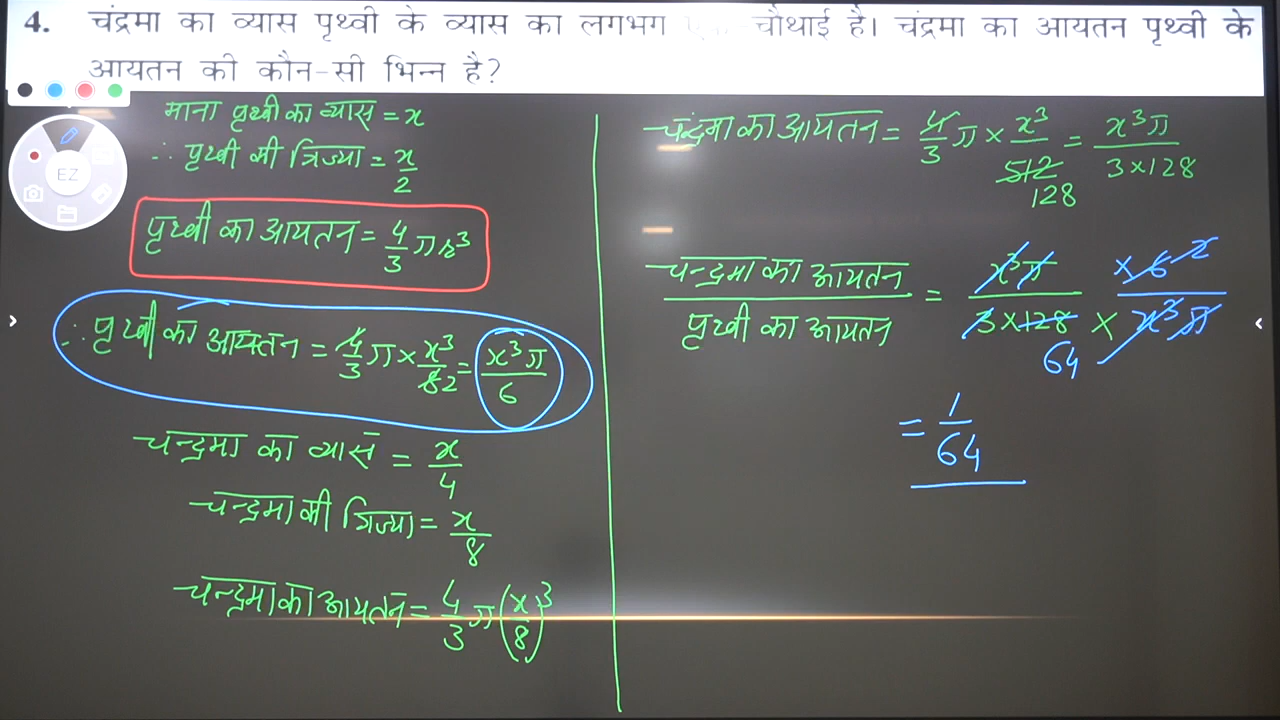 4. चंद्रमा का व्यास पृथ्वी के व्यास का लगभग चौथाई है। चंद्रमा का आयतन पृथ्वी के
आयतन की कौन-सी भिन्न है?
माना पृथ्वी का व्यास = x
∴ पृथ्वी की त्रिज्या = x/2
पृथ्वी का आयतन = 4/3 πr³
∴ पृथ्वी का आयतन = 4/3 π × x³/8 2 = x³π/6
चन्द्रमा का व्यास = x/4
चन्द्रमा की त्रिज्या = x/8
चन्द्रमा का आयतन = 4/3 π (x/8)³
चन्द्रमा का आयतन = 4/3 π × x³/512 = x³π/3×128
128
चन्द्रमा का आयतन/पृथ्वी का आयतन = x³π/3×128 × ×6 2/x³π
64
= 1/64
EZ